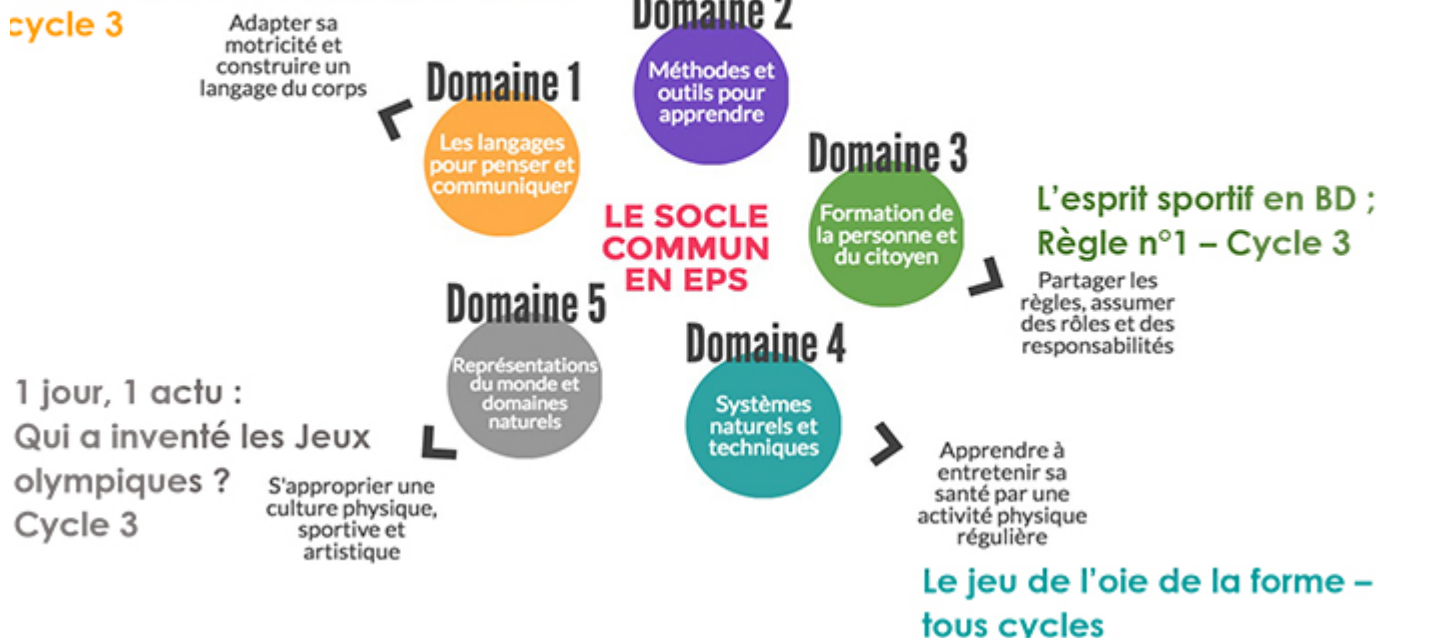 cycle 3
Adapter sa
motricité et
construire un
langage du corps
Domaine 1
Les langages
pour penser et
communiquer
Domaine 2
Méthodes et
outils pour
apprendre
Domaine 3
Formation de
la personne et
du citoyen
L'esprit sportif en BD ;
Règle n°1 – Cycle 3
Partager les
règles, assumer
des rôles et des
responsabilités
LE SOCLE
COMMUN
EN EPS
Domaine 5
Représentations
du monde et
domaines
naturels
1 jour, 1 actu :
Qui a inventé les Jeux
olympiques ?
Cycle 3
S'approprier une
culture physique,
sportive et
artistique
Domaine 4
Systèmes
naturels et
techniques
Apprendre à
entretenir sa
santé par une
activité physique
régulière
Le jeu de l'oie de la forme –
tous cycles